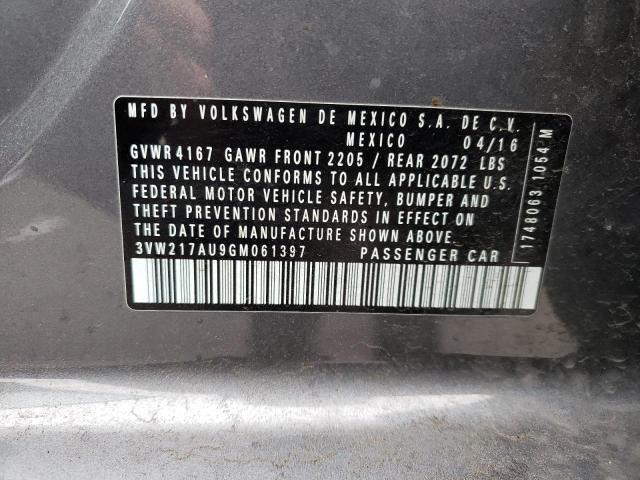 MFD BY VOLKSWAGEN DE MEXICO S.A. DE C.V.
MEXICO 04/16
GVWR 4167 GAWR FRONT 2205 / REAR 2072 LBS
THIS VEHICLE CONFORMS TO ALL APPLICABLE U.S.
FEDERAL MOTOR VEHICLE SAFETY, BUMPER AND
THEFT PREVENTION STANDARDS IN EFFECT ON
THE DATE OF MANUFACTURE SHOWN ABOVE.
3VW217AU9GM061397 PASSENGER CAR
1748063 1054 M